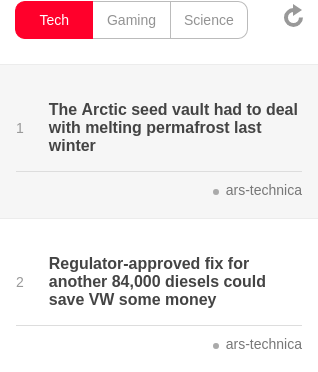 Tech Gaming Science
The Arctic seed vault had to deal
1 with melting permafrost last
winter
ars-technica
Regulator-approved fix for
2 another 84,000 diesels could
save VW some money
ars-technica